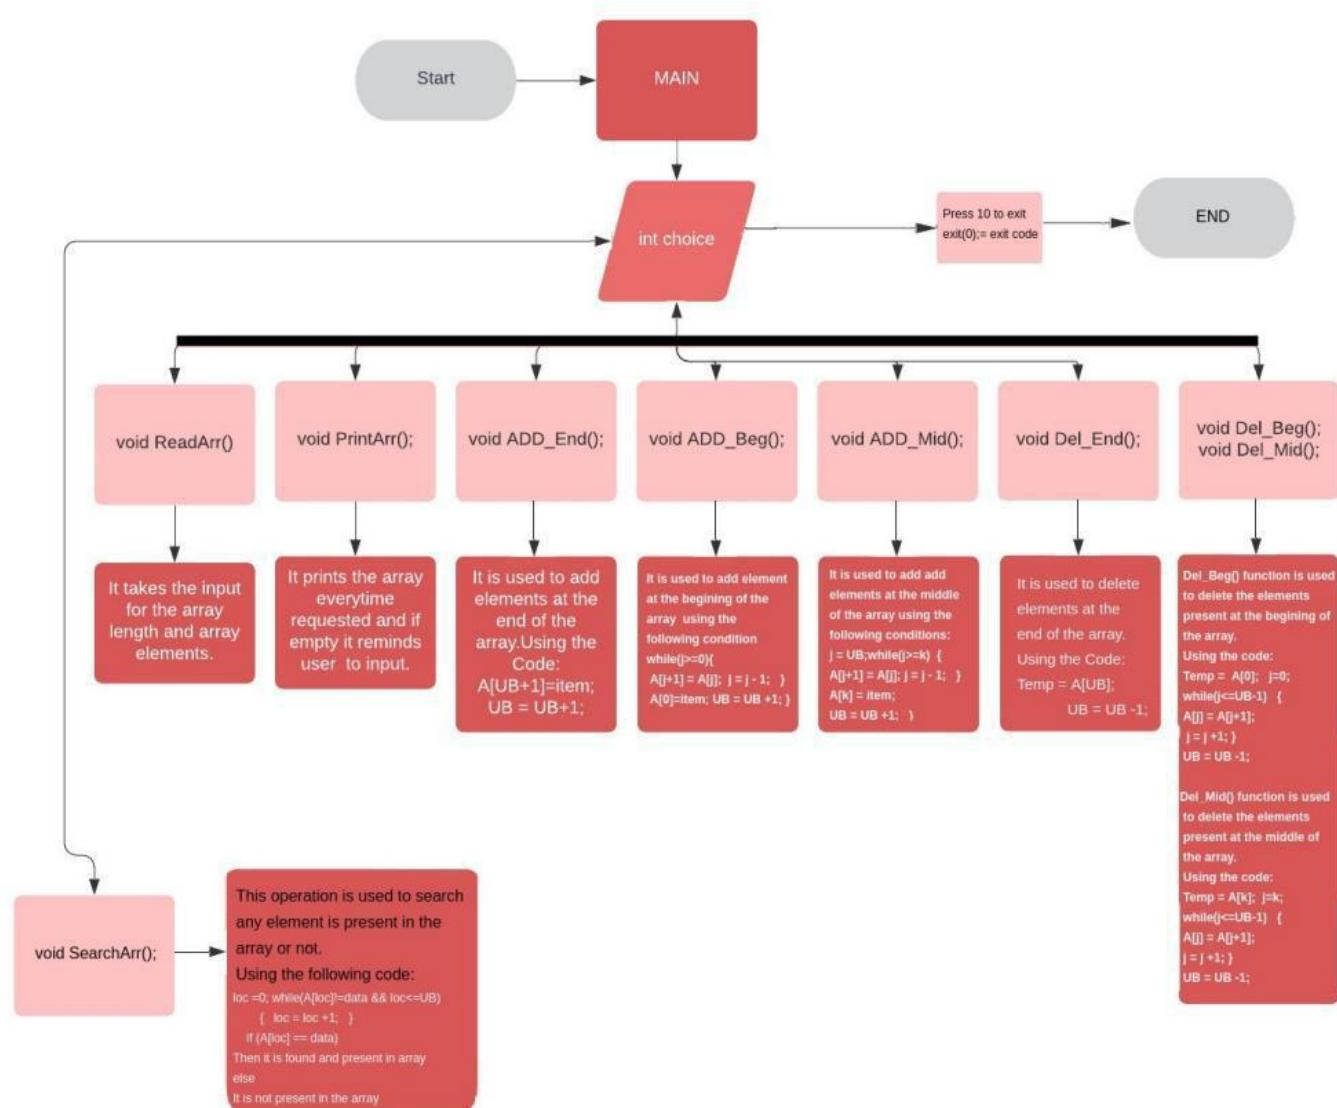 Start
MAIN
int choice
Press 10 to exit
exit(0);= exit code
END
void ReadArr()
void PrintArr();
void ADD_End();
void ADD_Beg();
void ADD_Mid();
void Del_End();
void Del_Beg();
void Del_Mid();
It takes the input
for the array
length and array
elements.
It prints the array
everytime
requested and if
empty it reminds
user to input.
It is used to add
elements at the
end of the
array.Using the
Code:
A[UB+1]=item;
UB = UB+1;
It is used to add element
at the begining of the
array using the
following condition
while(j>=0){
A[j+1] = A[j]; j = j - 1; }
A[0]=item; UB = UB +1; }
It is used to add add
elements at the middle
of the array using the
following conditions:
j = UB;while(j>=k) {
A[j+1] = A[j]; j = j - 1; }
A[k] = item;
UB = UB +1; }
It is used to delete
elements at the
end of the array.
Using the Code:
Temp = A[UB];
UB = UB -1;
Del_Beg() function is used
to delete the elements
present at the begining of
the array.
Using the code:
Temp = A[0]; j=0;
while(j<=UB-1) {
A[j] = A[j+1];
j = j +1; }
UB = UB -1;
Del_Mid() function is used
to delete the elements
present at the middle of
the array.
Using the code:
Temp = A[k]; j=k;
while(j<=UB-1) {
A[j] = A[j+1];
j = j +1; }
UB = UB -1;
void SearchArr();
This operation is used to search
any element is present in the
array or not.
Using the following code:
loc =0; while(A[loc]!=data && loc<=UB)
{ loc = loc +1; }
if (A[loc] == data)
Then it is found and present in array
else
It is not present in the array